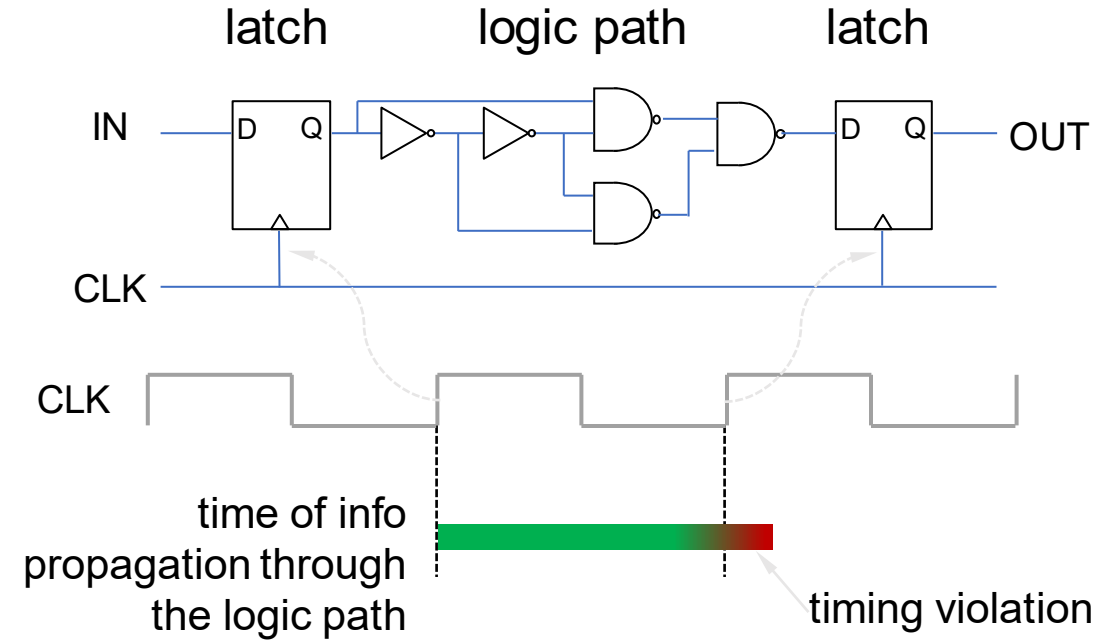 latch
logic path
latch
IN
D
Q
D
Q
OUT
CLK
CLK
time of info
propagation through
the logic path
timing violation